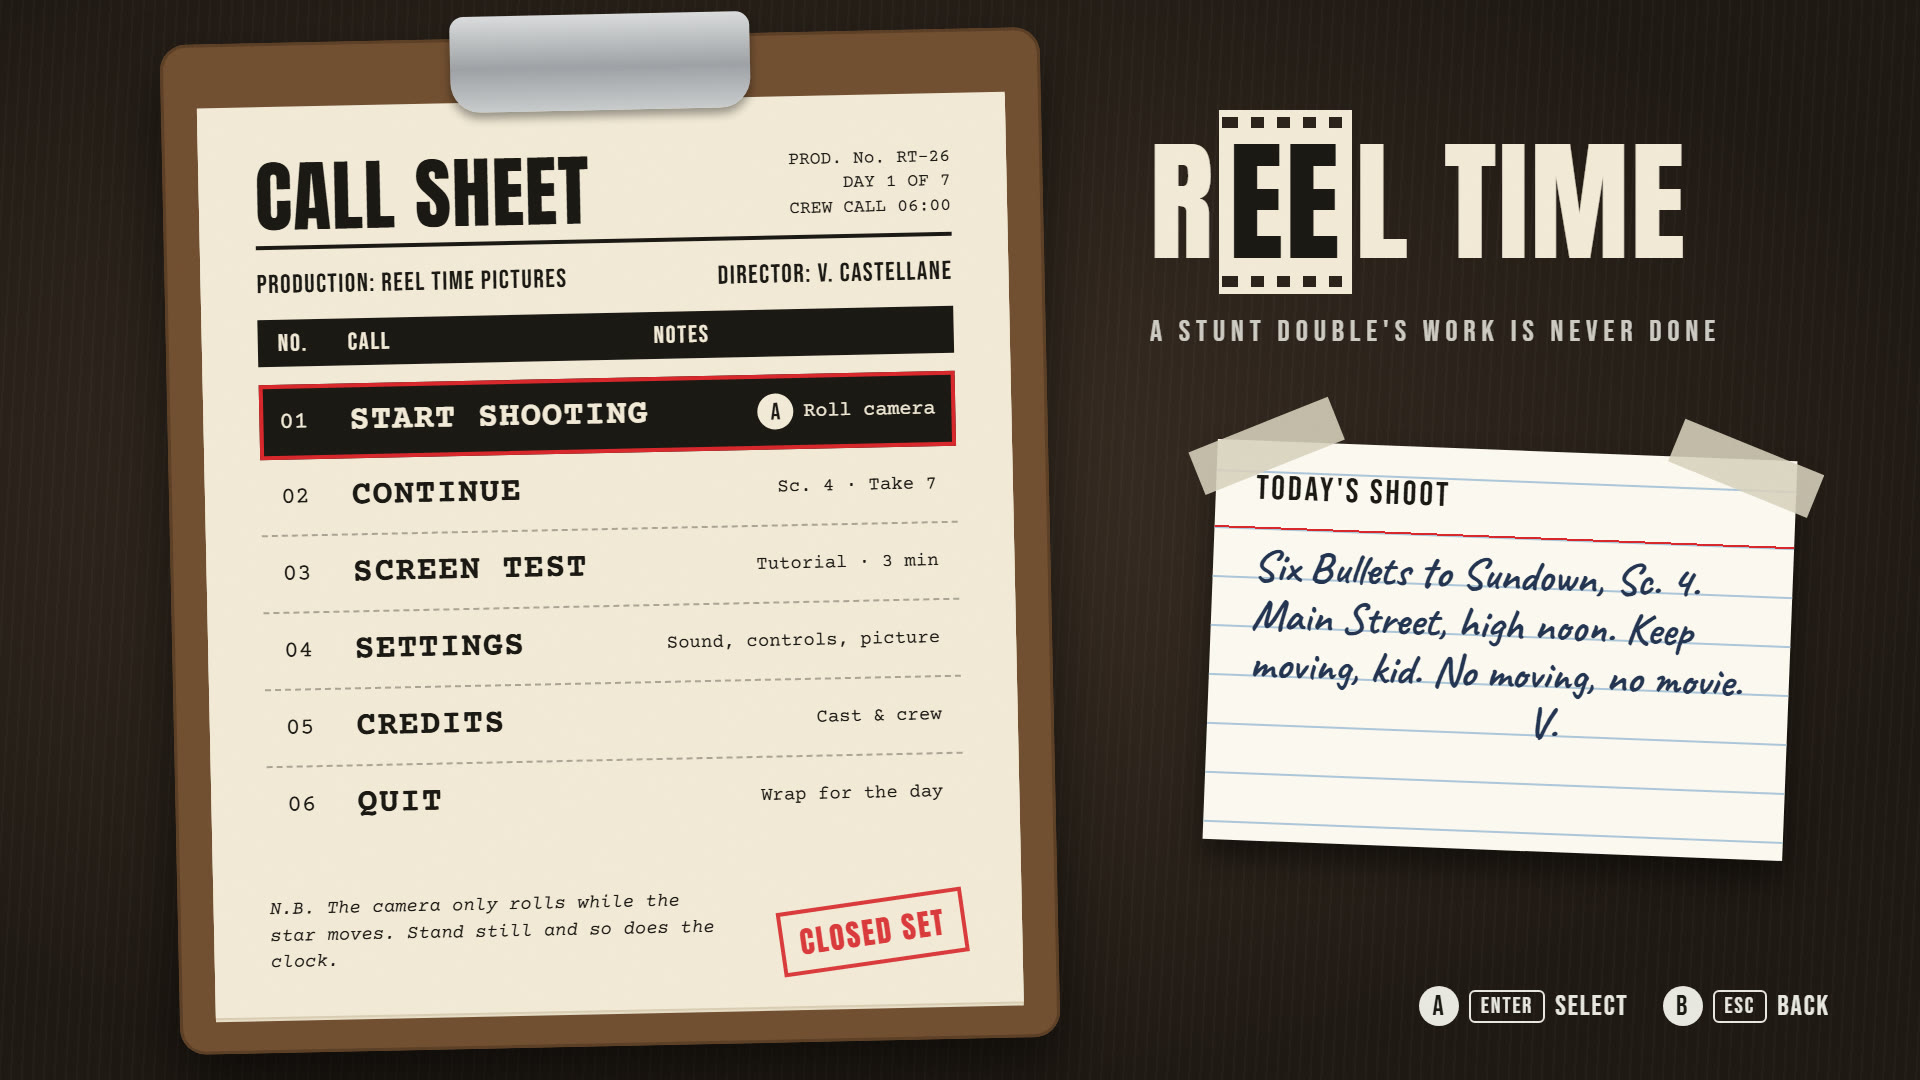 CALL SHEET
PROD. No. RT-26
DAY 1 OF 7
CREW CALL 06:00
PRODUCTION: REEL TIME PICTURES
DIRECTOR: V. CASTELLANE
NO. CALL NOTES
01 START SHOOTING A Roll camera
02 CONTINUE Sc. 4 · Take 7
03 SCREEN TEST Tutorial · 3 min
04 SETTINGS Sound, controls, picture
05 CREDITS Cast & crew
06 QUIT Wrap for the day
N.B. The camera only rolls while the
star moves. Stand still and so does the
clock.
CLOSED SET
REEL TIME
A STUNT DOUBLE'S WORK IS NEVER DONE
TODAY'S SHOOT
Six Bullets to Sundown, Sc. 4.
Main Street, high noon. Keep
moving, kid. No moving, no movie.
V.
A ENTER SELECT B ESC BACK